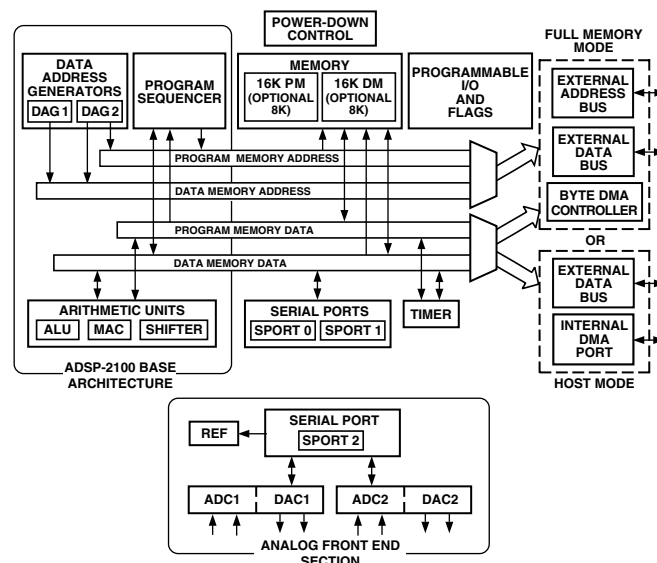 POWER-DOWN
CONTROL
FULL MEMORY
MODE
DATA
ADDRESS
GENERATORS
DAG 1
DAG 2
PROGRAM
SEQUENCER
MEMORY
16K PM
(OPTIONAL
8K)
16K DM
(OPTIONAL
8K)
PROGRAMMABLE
I/O
AND
FLAGS
EXTERNAL
ADDRESS
BUS
EXTERNAL
DATA
BUS
BYTE DMA
CONTROLLER
OR
EXTERNAL
DATA
BUS
INTERNAL
DMA
PORT
HOST MODE
PROGRAM MEMORY ADDRESS
DATA MEMORY ADDRESS
PROGRAM MEMORY DATA
DATA MEMORY DATA
ARITHMETIC UNITS
ALU
MAC
SHIFTER
SERIAL PORTS
SPORT 0
SPORT 1
TIMER
ADSP-2100 BASE
ARCHITECTURE
REF
SERIAL PORT
SPORT 2
ADC1
DAC1
ADC2
DAC2
ANALOG FRONT END
SECTION